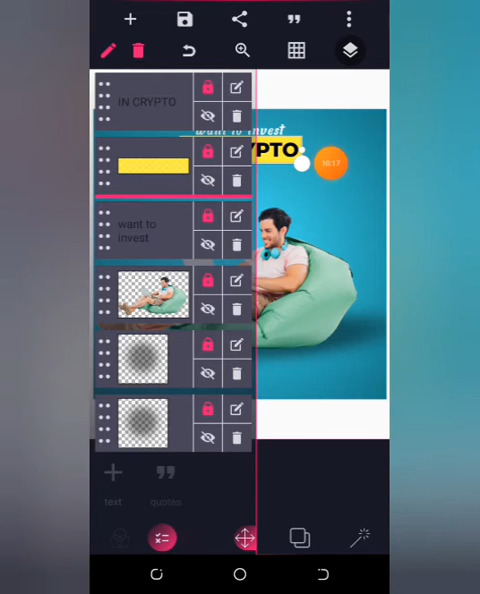 IN CRYPTO
want to invest
YPTO
10:17
want to
invest
text
quotes